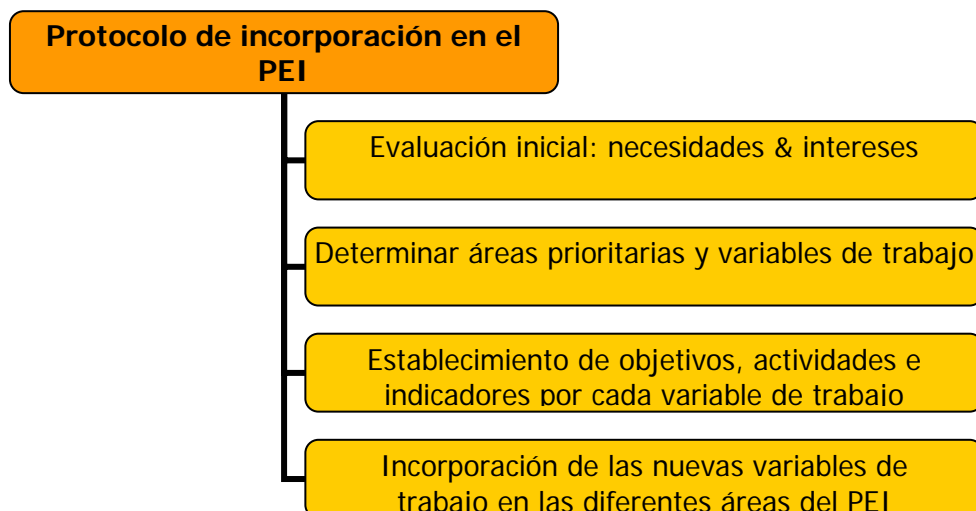 Protocolo de incorporación en el
PEI
Evaluación inicial: necesidades & intereses
Determinar áreas prioritarias y variables de trabajo
Establecimiento de objetivos, actividades e
indicadores por cada variable de trabajo
Incorporación de las nuevas variables de
trabajo en las diferentes áreas del PEI